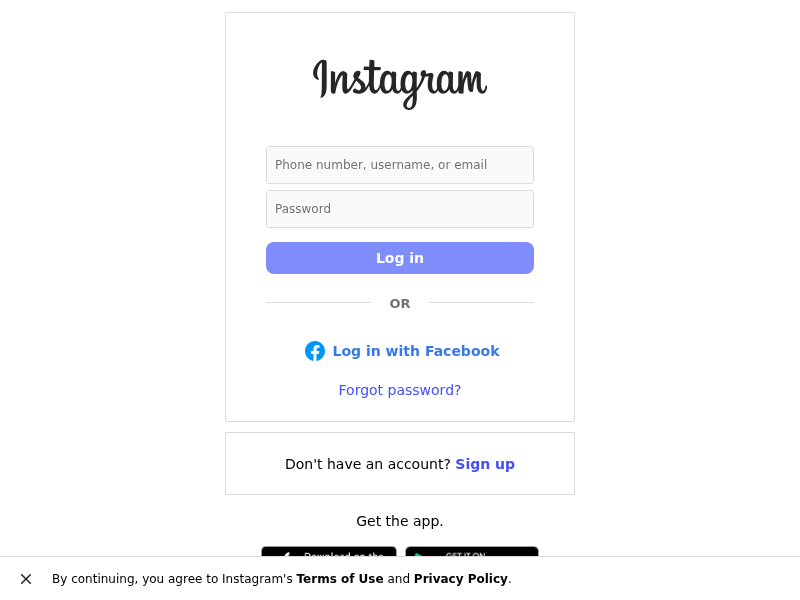 Instagram
Phone number, username, or email
Password
Log in
OR
Log in with Facebook
Forgot password?
Don't have an account? Sign up
Get the app.
Download on the
GET IT ON
By continuing, you agree to Instagram's Terms of Use and Privacy Policy.